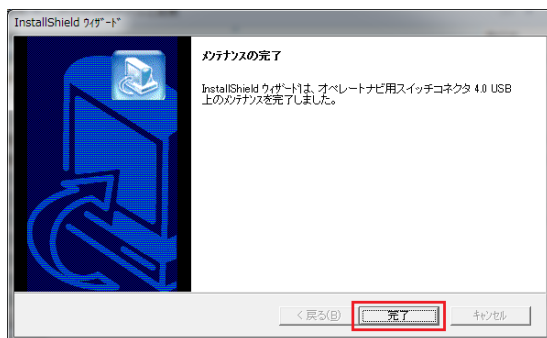 InstallShield ウィザード
メンテナンスの完了
InstallShield ウィザードは、オペレートナビ用スイッチコネクタ 4.0 USB
上のメンテナンスを完了しました。
< 戻る(B)
完了
キャンセル